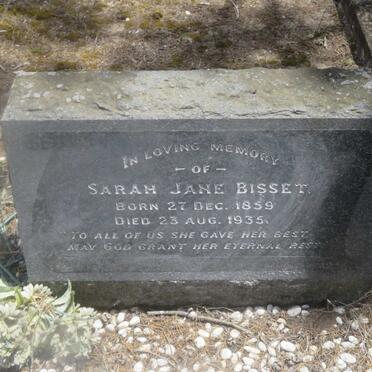 IN LOVING MEMORY
- OF -
SARAH JANE BISSET.
BORN 27 DEC. 1859
DIED 23 AUG. 1935.
"TO ALL OF US SHE GAVE HER BEST
MAY GOD GRANT HER ETERNAL REST"